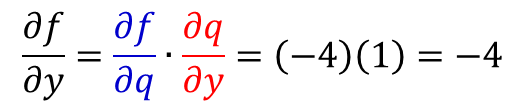 ∂f/∂y = ∂f/∂q · ∂q/∂y = (−4)(1) = −4